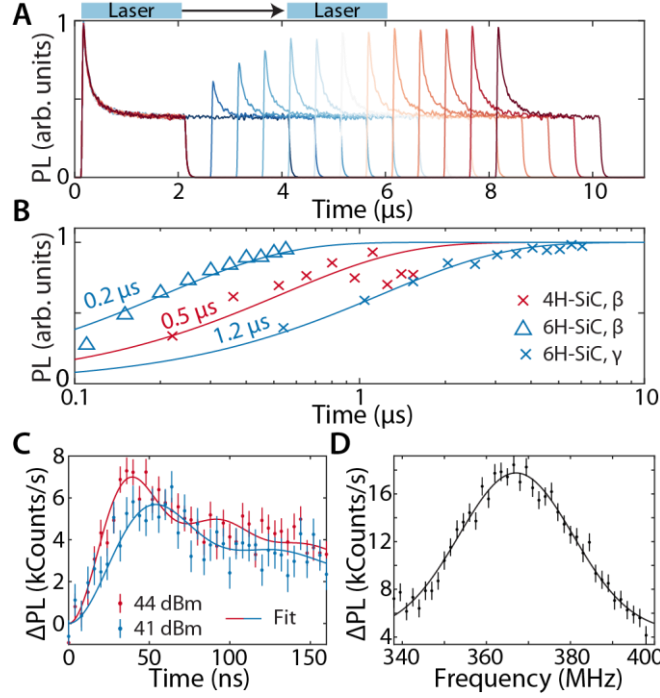 Laser Laser
A
PL (arb. units)
1
0
0 2 4 6 8 10
Time (μs)
B
PL (arb. units)
1
0
0.2 μs
0.5 μs
1.2 μs
4H-SiC, β
6H-SiC, β
6H-SiC, γ
0.1 1 10
Time (μs)
C
ΔPL (kCounts/s)
8
6
4
2
0
44 dBm
41 dBm
Fit
0 50 100 150
Time (ns)
D
ΔPL (kCounts/s)
16
12
8
4
340 360 380 400
Frequency (MHz)